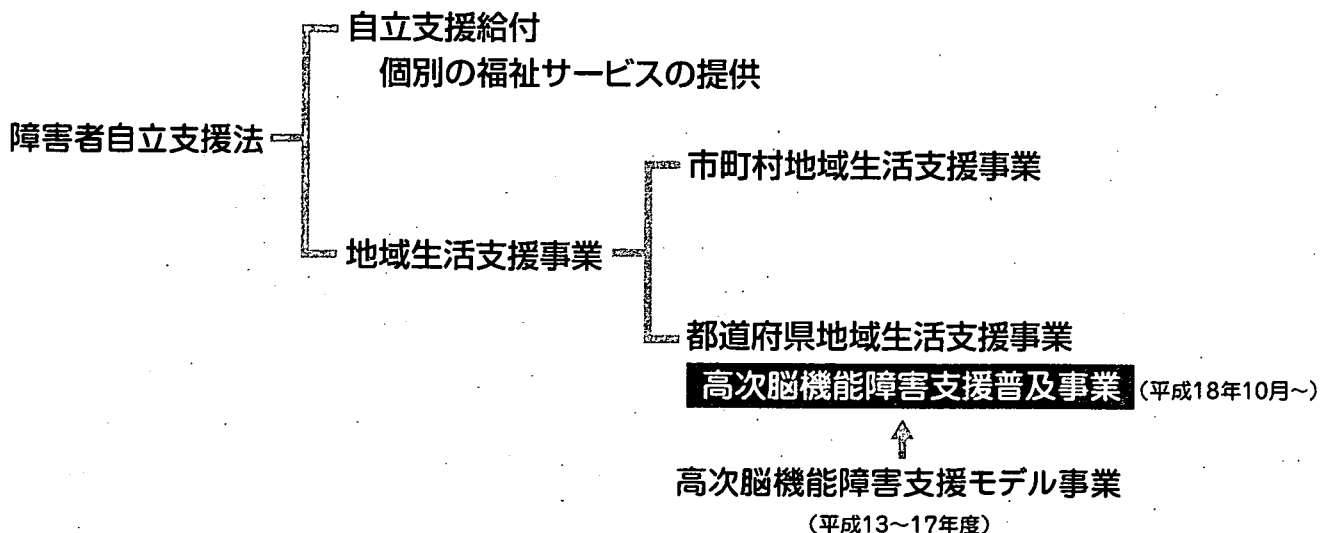 自立支援給付
個別の福祉サービスの提供
障害者自立支援法
市町村地域生活支援事業
地域生活支援事業
都道府県地域生活支援事業
高次脳機能障害支援普及事業 (平成18年10月~)
高次脳機能障害支援モデル事業
(平成13~17年度)